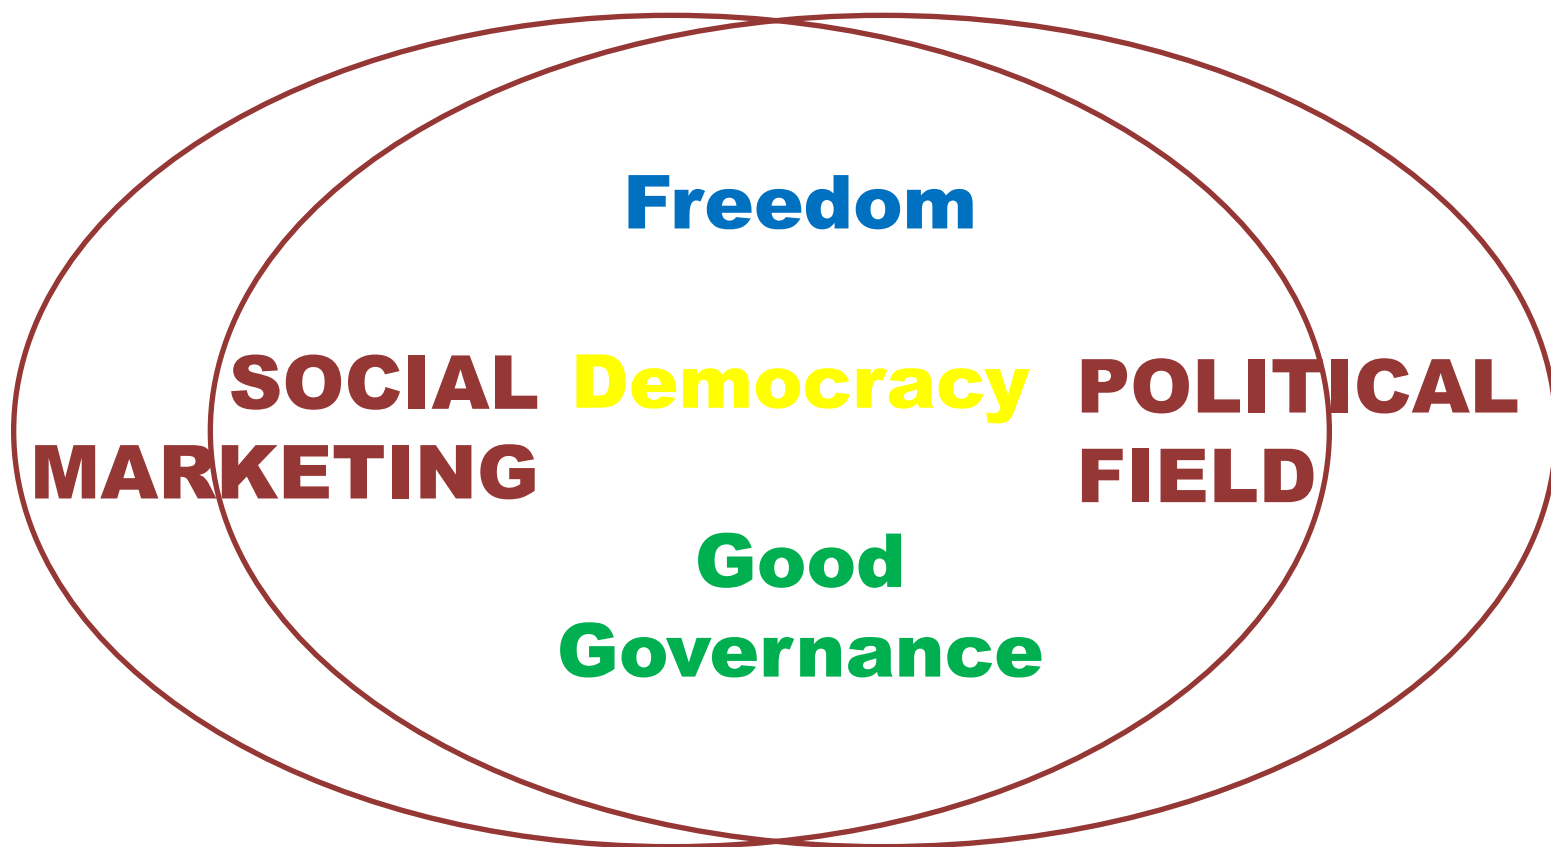 Freedom
SOCIAL
MARKETING
Democracy
POLITICAL
FIELD
Good
Governance